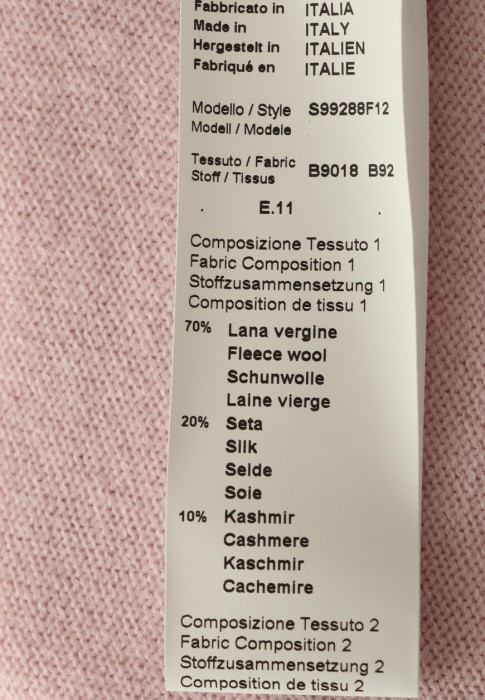 Fabbricato in ITALIA
Made in ITALY
Hergestelt in ITALIEN
Fabriqué en ITALIE
Modello / Style S99288F12
Modell / Modele
Tessuto / Fabric B9018 B92
Stoff / Tissus
E.11
Composizione Tessuto 1
Fabric Composition 1
Stoffzusammensetzung 1
Composition de tissu 1
70% Lana vergine
Fleece wool
Schunwolle
Laine vierge
20% Seta
Silk
Seide
Soie
10% Kashmir
Cashmere
Kaschmir
Cachemire
Composizione Tessuto 2
Fabric Composition 2
Stoffzusammensetzung 2
Composition de tissu 2